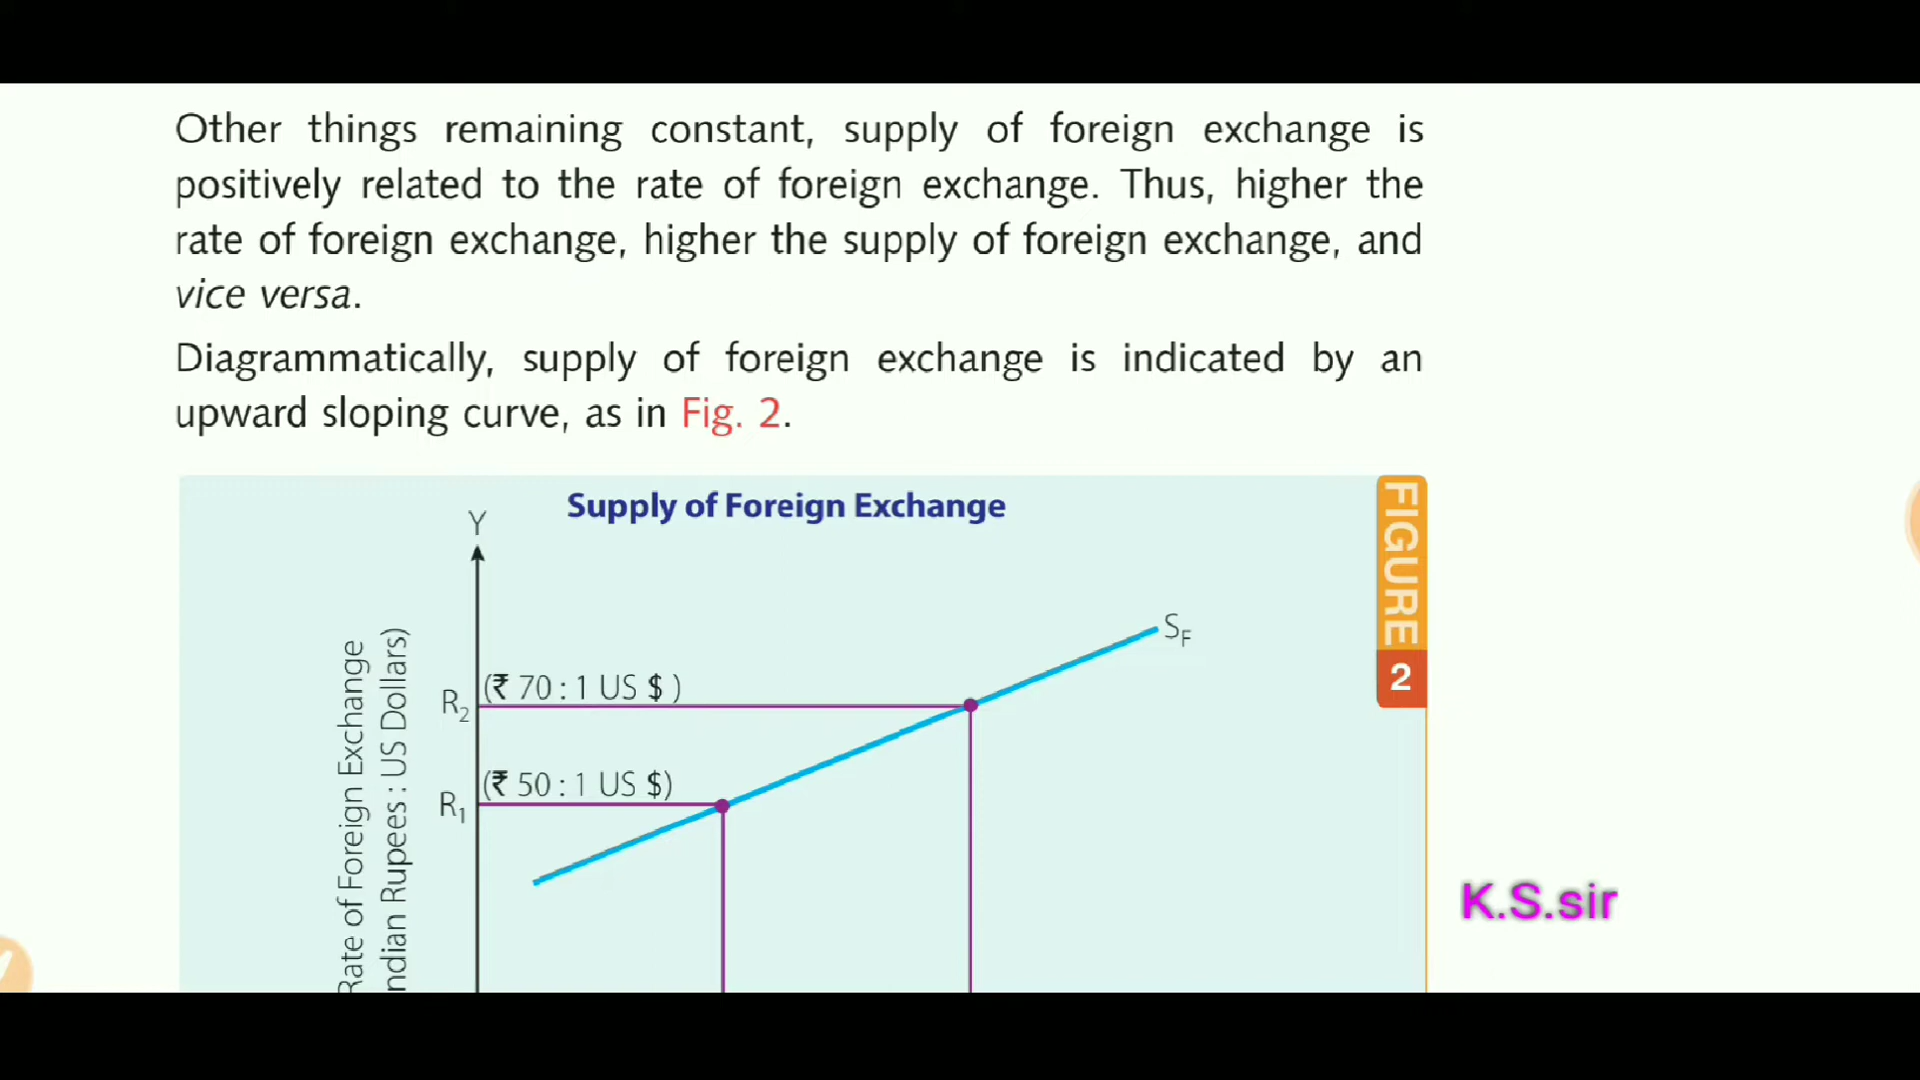 Other things remaining constant, supply of foreign exchange is
positively related to the rate of foreign exchange. Thus, higher the
rate of foreign exchange, higher the supply of foreign exchange, and
vice versa.
Diagrammatically, supply of foreign exchange is indicated by an
upward sloping curve, as in Fig. 2.
Supply of Foreign Exchange
FIGURE
2
Y
Rate of Foreign Exchange
ndian Rupees : US Dollars)
S_F
R₂
(₹ 70 : 1 US $ )
R₁
(₹ 50 : 1 US $)
K.S.sir